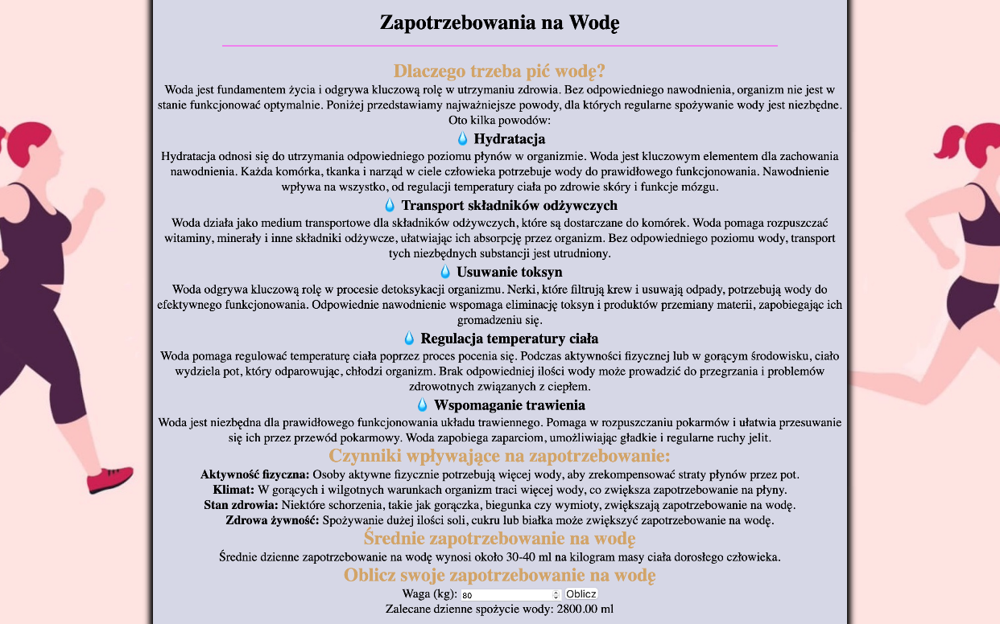 Zapotrzebowania na Wodę
Dlaczego trzeba pić wodę?
Woda jest fundamentem życia i odgrywa kluczową rolę w utrzymaniu zdrowia. Bez odpowiedniego nawodnienia, organizm nie jest w
stanie funkcjonować optymalnie. Poniżej przedstawiamy najważniejsze powody, dla których regularne spożywanie wody jest niezbędne.
Oto kilka powodów:
💧 Hydratacja
Hydratacja odnosi się do utrzymania odpowiedniego poziomu płynów w organizmie. Woda jest kluczowym elementem dla zachowania
nawodnienia. Każda komórka, tkanka i narząd w ciele człowieka potrzebuje wody do prawidłowego funkcjonowania. Nawodnienie
wpływa na wszystko, od regulacji temperatury ciała po zdrowie skóry i funkcje mózgu.
💧 Transport składników odżywczych
Woda działa jako medium transportowe dla składników odżywczych, które są dostarczane do komórek. Woda pomaga rozpuszczać
witaminy, minerały i inne składniki odżywcze, ułatwiając ich absorpcję przez organizm. Bez odpowiedniego poziomu wody, transport
tych niezbędnych substancji jest utrudniony.
💧 Usuwanie toksyn
Woda odgrywa kluczową rolę w procesie detoksykacji organizmu. Nerki, które filtrują krew i usuwają odpady, potrzebują wody do
efektywnego funkcjonowania. Odpowiednie nawodnienie wspomaga eliminację toksyn i produktów przemiany materii, zapobiegając ich
gromadzeniu się.
💧 Regulacja temperatury ciała
Woda pomaga regulować temperaturę ciała poprzez proces pocenia się. Podczas aktywności fizycznej lub w gorącym środowisku, ciało
wydziela pot, który odparowując, chłodzi organizm. Brak odpowiedniej ilości wody może prowadzić do przegrzania i problemów
zdrowotnych związanych z ciepłem.
💧 Wspomaganie trawienia
Woda jest niezbędna dla prawidłowego funkcjonowania układu trawiennego. Pomaga w rozpuszczaniu pokarmów i ułatwia przesuwanie
się ich przez przewód pokarmowy. Woda zapobiega zaparciom, umożliwiając gładkie i regularne ruchy jelit.
Czynniki wpływające na zapotrzebowanie:
Aktywność fizyczna: Osoby aktywne fizycznie potrzebują więcej wody, aby zrekompensować straty płynów przez pot.
Klimat: W gorących i wilgotnych warunkach organizm traci więcej wody, co zwiększa zapotrzebowanie na płyny.
Stan zdrowia: Niektóre schorzenia, takie jak gorączka, biegunka czy wymioty, zwiększają zapotrzebowanie na wodę.
Zdrowa żywność: Spożywanie dużej ilości soli, cukru lub białka może zwiększyć zapotrzebowanie na wodę.
Średnie zapotrzebowanie na wodę
Średnie dzienne zapotrzebowanie na wodę wynosi około 30-40 ml na kilogram masy ciała dorosłego człowieka.
Oblicz swoje zapotrzebowanie na wodę
Waga (kg): 80 Oblicz
Zalecane dzienne spożycie wody: 2800.00 ml